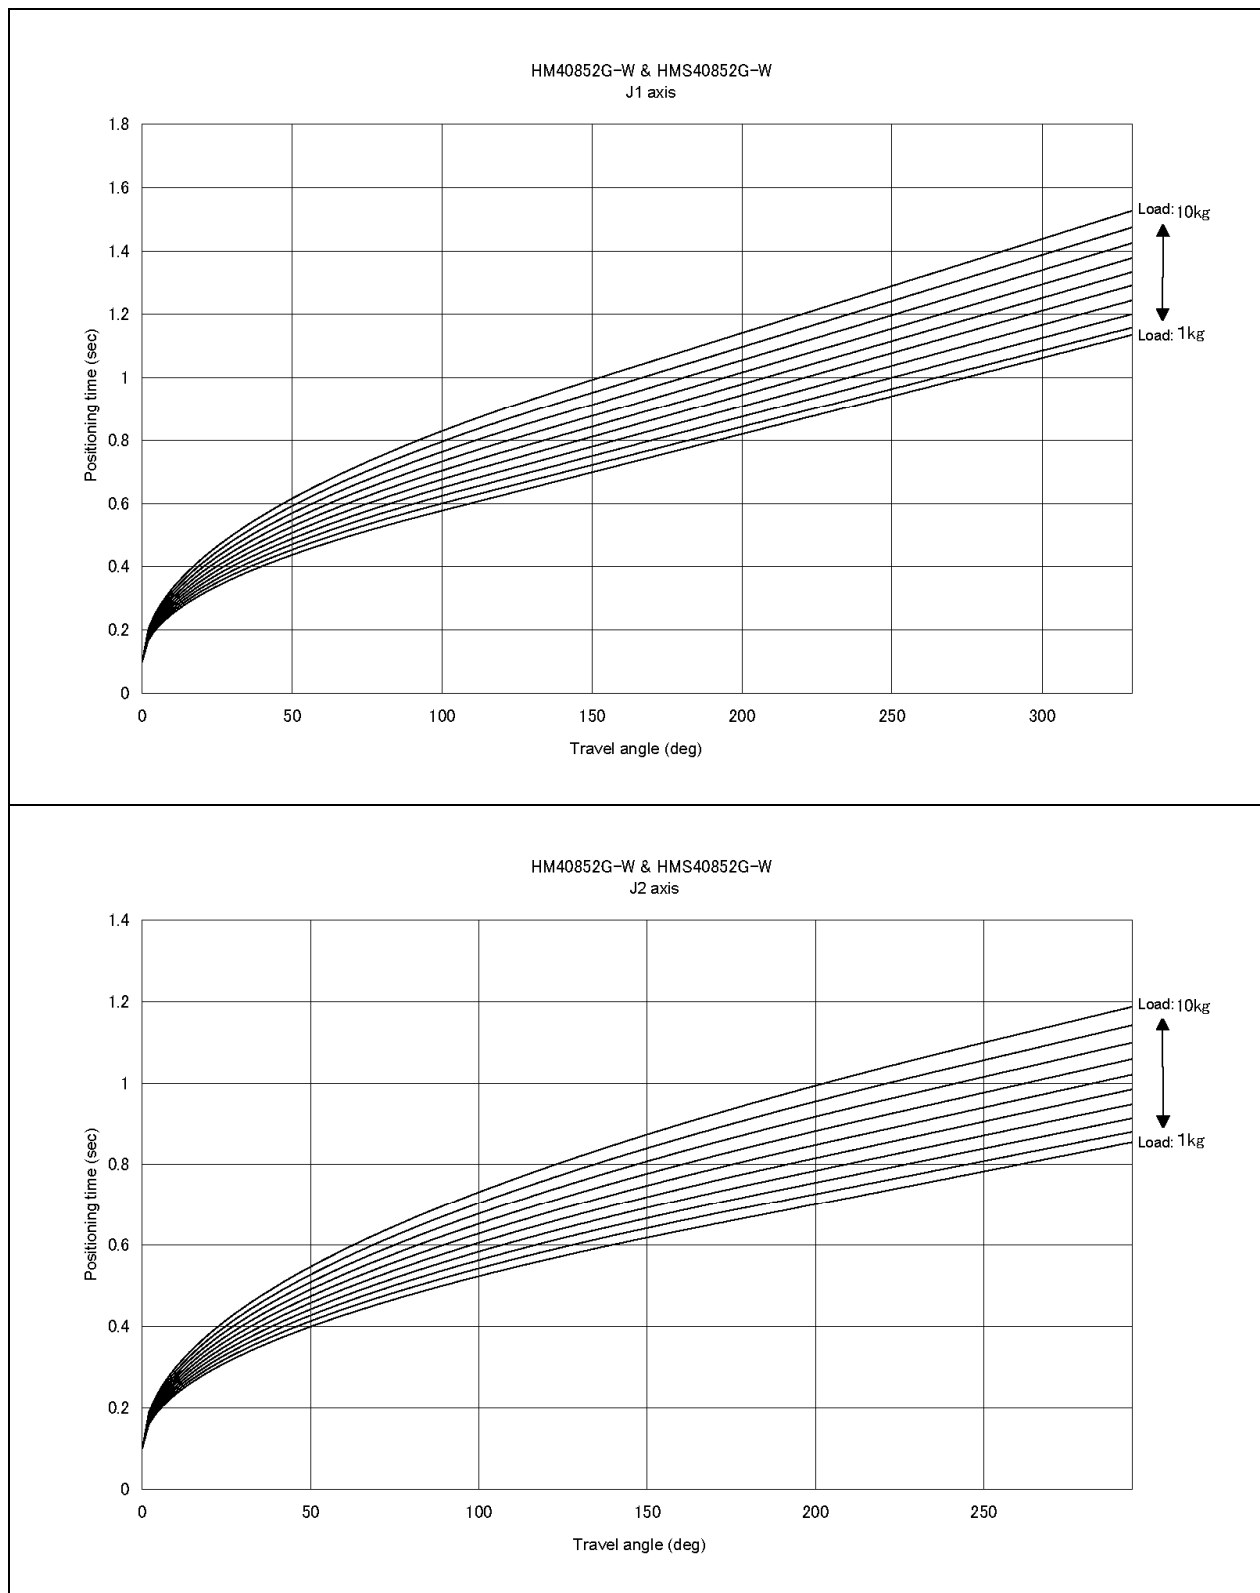 HM40852G-W & HMS40852G-W
J1 axis
1.8
1.6
1.4
1.2
1
0.8
0.6
0.4
0.2
0
Positioning time (sec)
Load: 10kg
Load: 1kg
0 50 100 150 200 250 300
Travel angle (deg)
HM40852G-W & HMS40852G-W
J2 axis
1.4
1.2
1
0.8
0.6
0.4
0.2
0
Positioning time (sec)
Load: 10kg
Load: 1kg
0 50 100 150 200 250
Travel angle (deg)